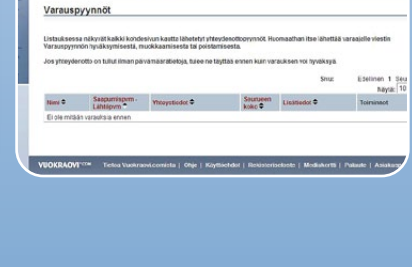 Varauspyynnöt
Listauksessa näkyvät kaikki kohdesivun kautta lähetetyt yhteydenottopyynnöt. Huomaathan itse lähettää varaajalle viestin
Varauspyynnön hyväksymisestä, muokkaamisesta tai poistamisesta.
Jos yhteydenotto on tullut ilman päivämäärätietoja, tulee ne täyttää ennen kuin varauksen voi hyväksyä.
Sivu: Edellinen 1 Seu
Näytä: 10
Nimi Saapumispvm - Yhteystiedot Seurueen Lisätiedot Toiminnot
Lähtöpvm koko
Ei ole mitään varauksia ennen
VUOKRAOVI Tietoa Vuokraovi.comista | Ohje | Käyttöehdot | Rekisteriseloste | Mediakortti | Palaute | Asiakasp